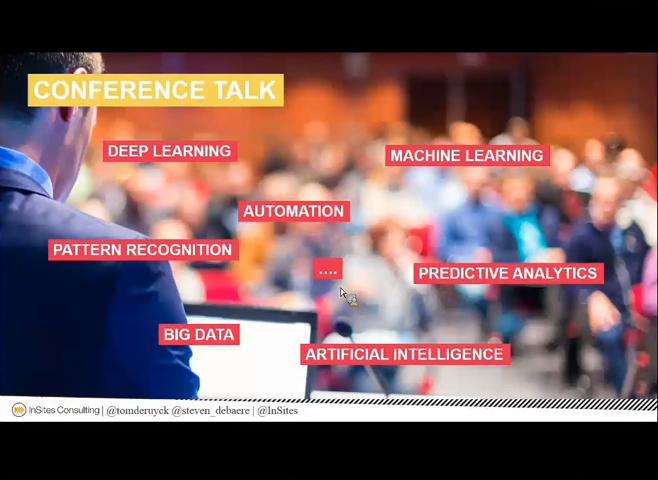 CONFERENCE TALK
DEEP LEARNING
MACHINE LEARNING
AUTOMATION
PATTERN RECOGNITION
....
PREDICTIVE ANALYTICS
BIG DATA
ARTIFICIAL INTELLIGENCE
InSites Consulting | @tomderuyck @steven_debaere | @InSites